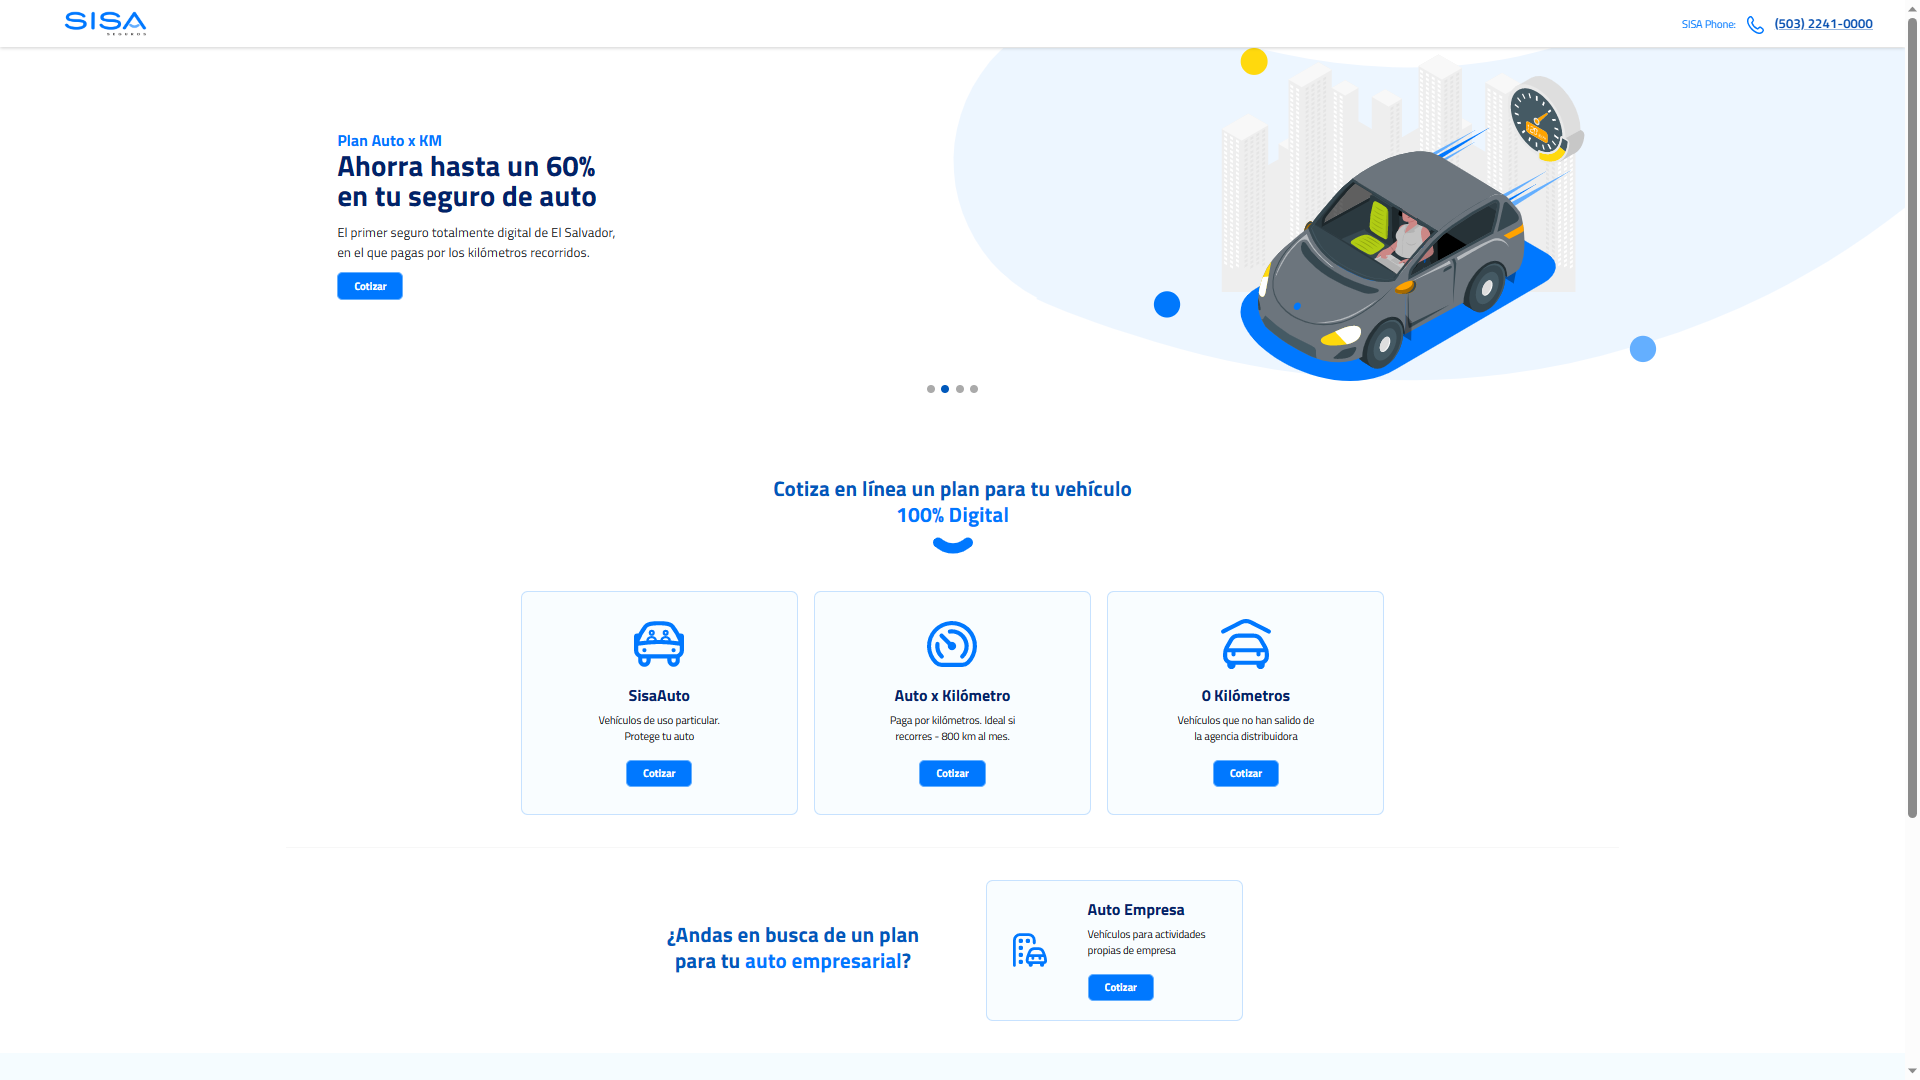 SISA
SEGUROS
SISA Phone: (503) 2241-0000
Plan Auto x KM
Ahorra hasta un 60%
en tu seguro de auto
El primer seguro totalmente digital de El Salvador,
en el que pagas por los kilómetros recorridos.
Cotizar
Cotiza en línea un plan para tu vehículo
100% Digital
SisaAuto
Vehículos de uso particular.
Protege tu auto
Cotizar
Auto x Kilómetro
Paga por kilómetros. Ideal si
recorres - 800 km al mes.
Cotizar
0 Kilómetros
Vehículos que no han salido de
la agencia distribuidora
Cotizar
¿Andas en busca de un plan
para tu auto empresarial?
Auto Empresa
Vehículos para actividades
propias de empresa
Cotizar